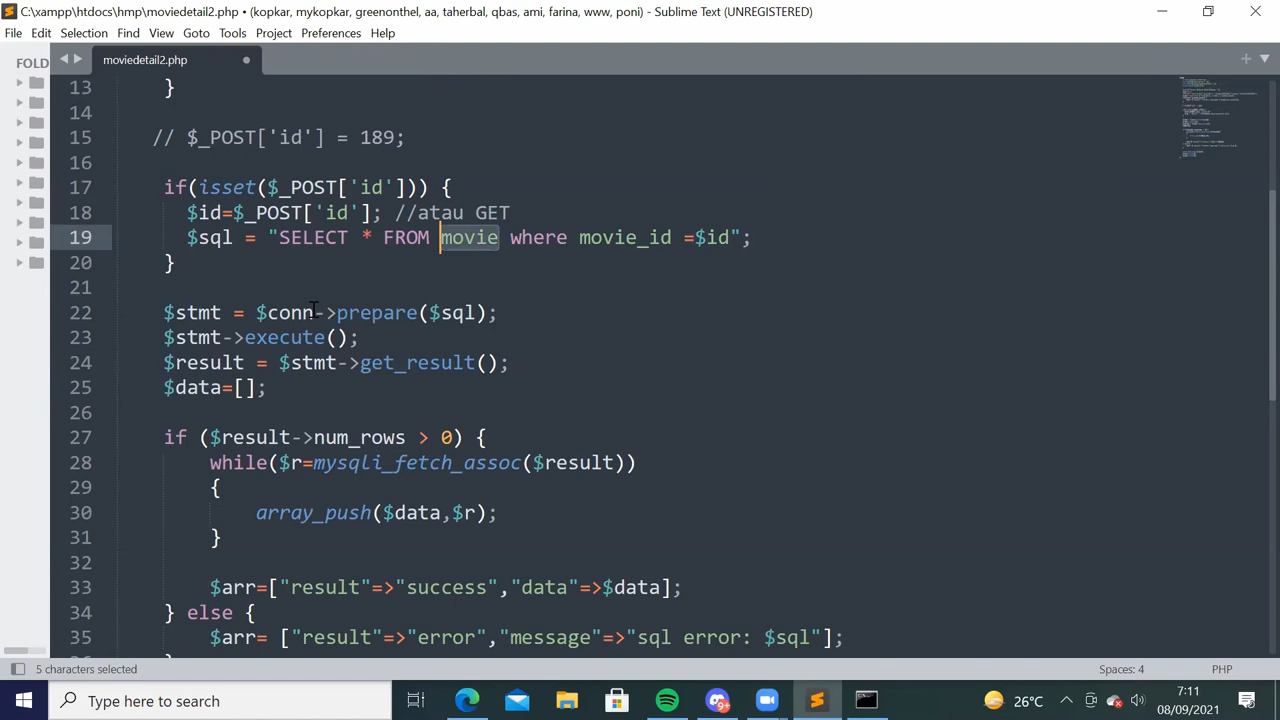 C:\xampp\htdocs\hmp\moviedetail2.php • (kopkar, mykopkar, greenonthel, aa, taherbal, qbas, ami, farina, www, poni) - Sublime Text (UNREGISTERED)
File Edit Selection Find View Goto Tools Project Preferences Help
FOLD
moviedetail2.php
13 }
14
15 // $_POST['id'] = 189;
16
17 if(isset($_POST['id'])) {
18 $id=$_POST['id']; //atau GET
19 $sql = "SELECT * FROM movie where movie_id =$id";
20 }
21
22 $stmt = $conn->prepare($sql);
23 $stmt->execute();
24 $result = $stmt->get_result();
25 $data=[];
26
27 if ($result->num_rows > 0) {
28 while($r=mysqli_fetch_assoc($result))
29 {
30 array_push($data,$r);
31 }
32
33 $arr=["result"=>"success","data"=>$data];
34 } else {
35 $arr= ["result"=>"error","message"=>"sql error: $sql"];
5 characters selected
Spaces: 4
PHP
Type here to search
9+
26°C
7:11
08/09/2021